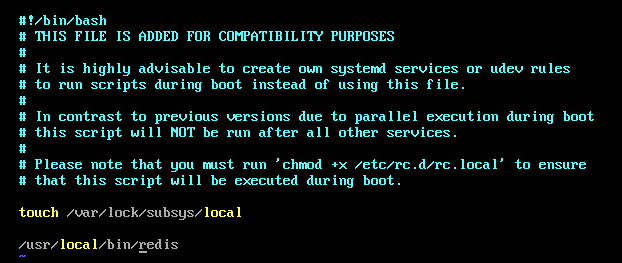 #!/bin/bash
# THIS FILE IS ADDED FOR COMPATIBILITY PURPOSES
#
# It is highly advisable to create own systemd services or udev rules
# to run scripts during boot instead of using this file.
#
# In contrast to previous versions due to parallel execution during boot
# this script will NOT be run after all other services.
#
# Please note that you must run 'chmod +x /etc/rc.d/rc.local' to ensure
# that this script will be executed during boot.
touch /var/lock/subsys/local
/usr/local/bin/redis
~